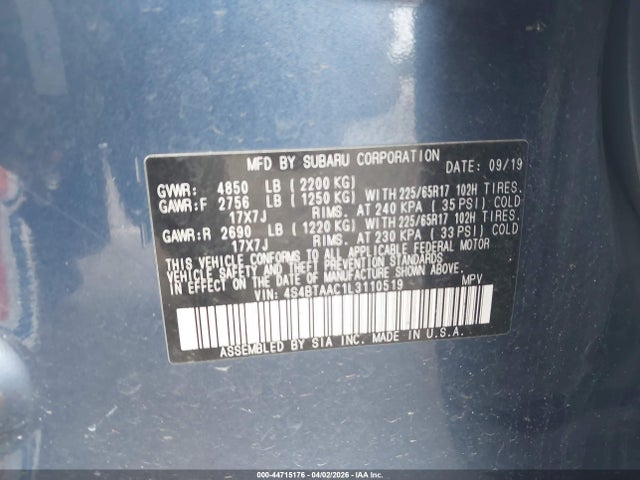 MFD BY SUBARU CORPORATION DATE: 09/19
GVWR: 4850 LB ( 2200 KG)
GAWR:F 2756 LB ( 1250 KG) WITH 225/65R17 102H TIRES.
17X7J RIMS. AT 240 KPA ( 35 PSI) COLD
GAWR:R 2690 LB ( 1220 KG) WITH 225/65R17 102H TIRES.
17X7J RIMS. AT 230 KPA ( 33 PSI) COLD
THIS VEHICLE CONFORMS TO ALL APPLICABLE FEDERAL MOTOR
VEHICLE SAFETY AND THEFT PREVENTION STANDARDS
IN EFFECT ON THE DATE OF MANUFACTURE SHOWN ABOVE.
VIN: 4S4BTAAC1L3110519 MPV
ASSEMBLED BY SIA INC. MADE IN U.S.A.
000-44715176 | 04/02/2026 | Copyright © IAA, LLC